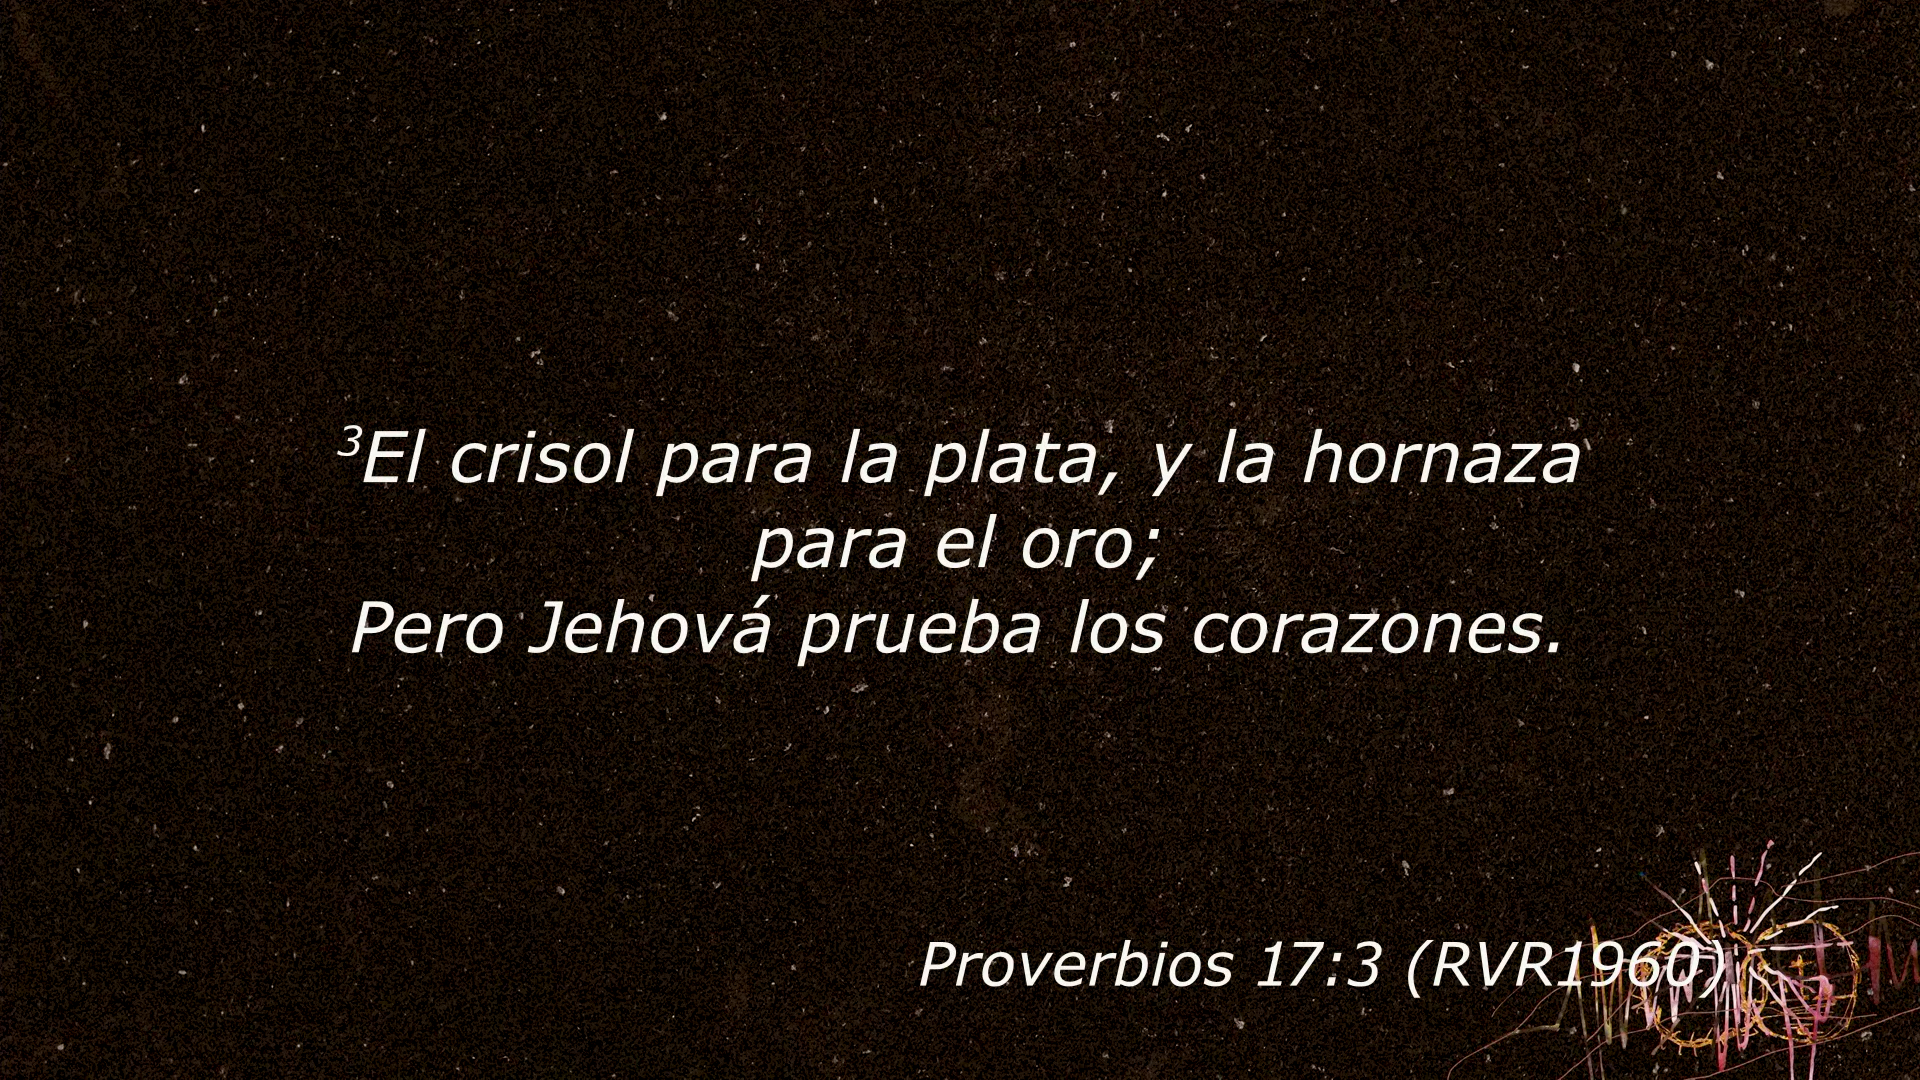 ³El crisol para la plata, y la hornaza
para el oro;
Pero Jehová prueba los corazones.
Proverbios 17:3 (RVR1960)